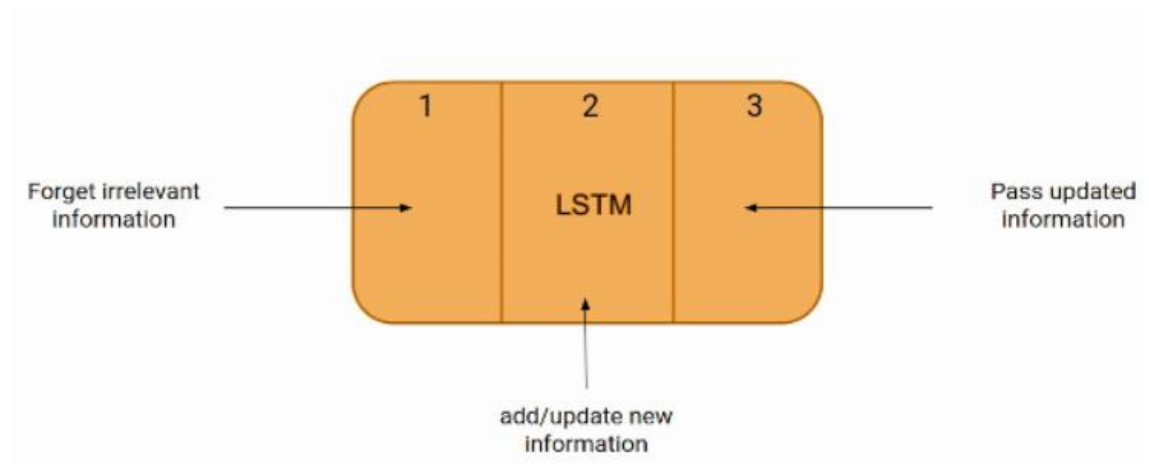 1
2
3
Forget irrelevant
information
LSTM
Pass updated
information
add/update new
information